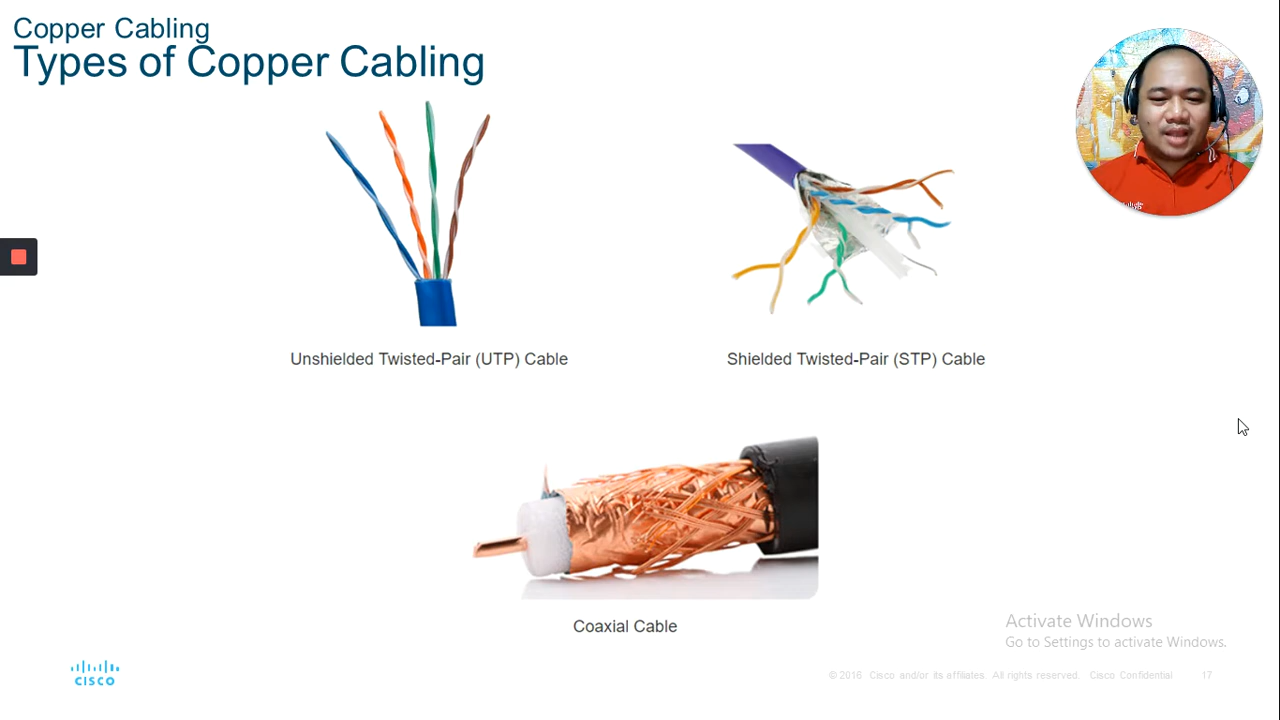 Copper Cabling
Types of Copper Cabling
Unshielded Twisted-Pair (UTP) Cable
Shielded Twisted-Pair (STP) Cable
Coaxial Cable
Activate Windows
Go to Settings to activate Windows.
CISCO
© 2016 Cisco and/or its affiliates. All rights reserved. Cisco Confidential 17